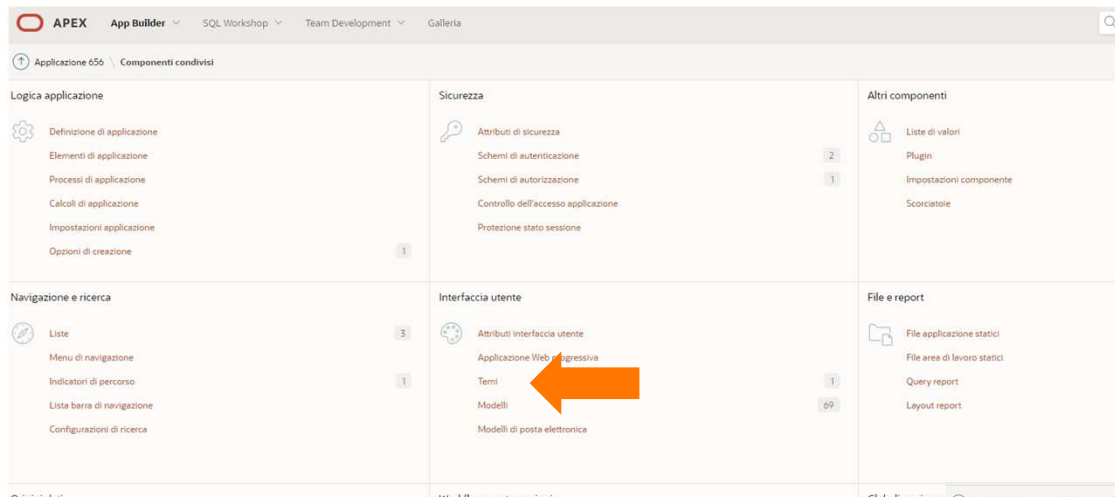 APEX App Builder SQL Workshop Team Development Galleria
Applicazione 656 \ Componenti condivisi
Logica applicazione
Definizione di applicazione
Elementi di applicazione
Processi di applicazione
Calcoli di applicazione
Impostazioni applicazione
Opzioni di creazione 1
Sicurezza
Attributi di sicurezza
Schemi di autenticazione 2
Schemi di autorizzazione 1
Controllo dell'accesso applicazione
Protezione stato sessione
Altri componenti
Liste di valori
Plugin
Impostazioni componente
Scorciatoie
Navigazione e ricerca
Liste 3
Menu di navigazione
Indicatori di percorso 1
Lista barra di navigazione
Configurazioni di ricerca
Interfaccia utente
Attributi interfaccia utente
Applicazione Web progressiva
Temi 1
Modelli 69
Modelli di posta elettronica
File e report
File applicazione statici
File area di lavoro statici
Query report
Layout report